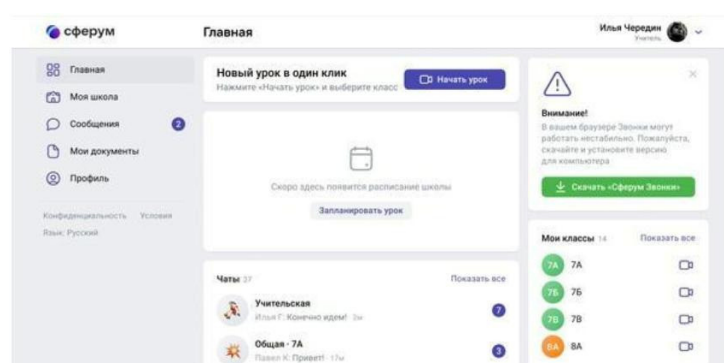 сферум
Главная
Илья Чередин
Учитель
Главная
Моя школа
Сообщения 2
Мои документы
Профиль
Конфиденциальность Условия
Язык: Русский
Новый урок в один клик
Нажмите «Начать урок» и выберите класс
Начать урок
Скоро здесь появится расписание школы
Запланировать урок
Чаты 27 Показать все
Учительская
Илья Г: Конечно идем! 2м
7
Общая · 7А
Павел К: Привет! 17м
3
Внимание!
В вашем браузере Звонки могут
работать нестабильно. Пожалуйста,
скачайте и установите версию
для компьютера
Скачать «Сферум Звонки»
Мои классы 14 Показать все
7А 7А
7Б 7Б
7В 7В
8А 8А